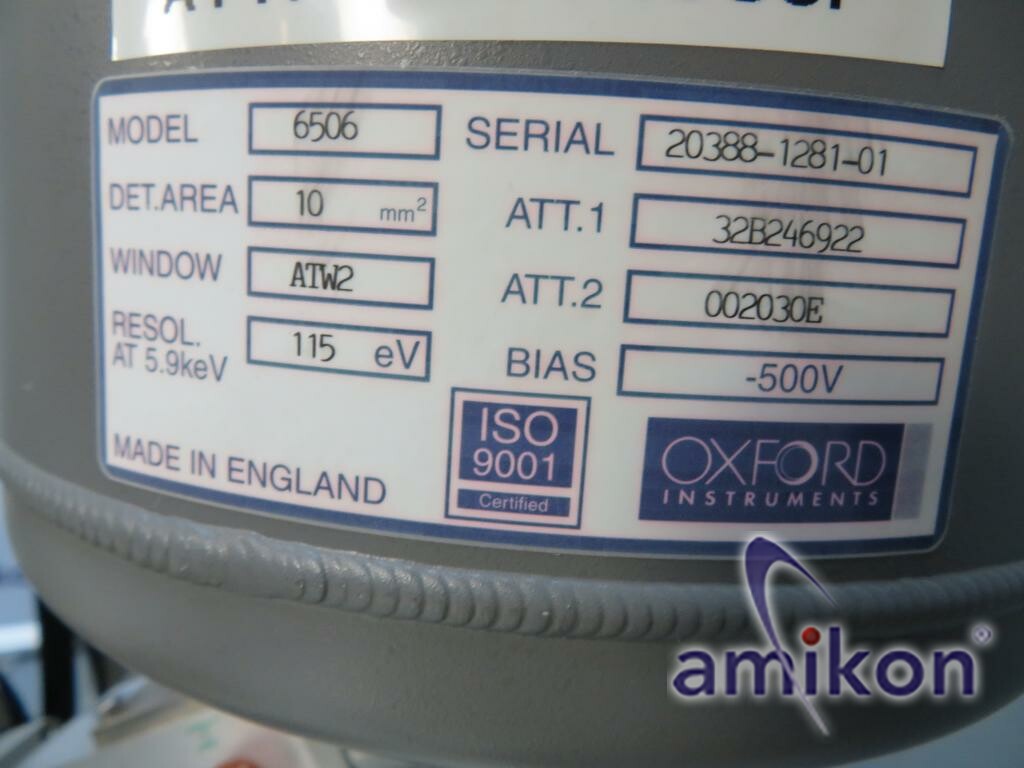 MODEL 6506
DET.AREA 10 mm²
WINDOW ATW2
RESOL.
AT 5.9keV 115 eV
MADE IN ENGLAND
SERIAL 20388-1281-01
ATT.1 32B246922
ATT.2 002030E
BIAS -500V
ISO
9001
Certified
OXFORD
INSTRUMENTS
amikon®